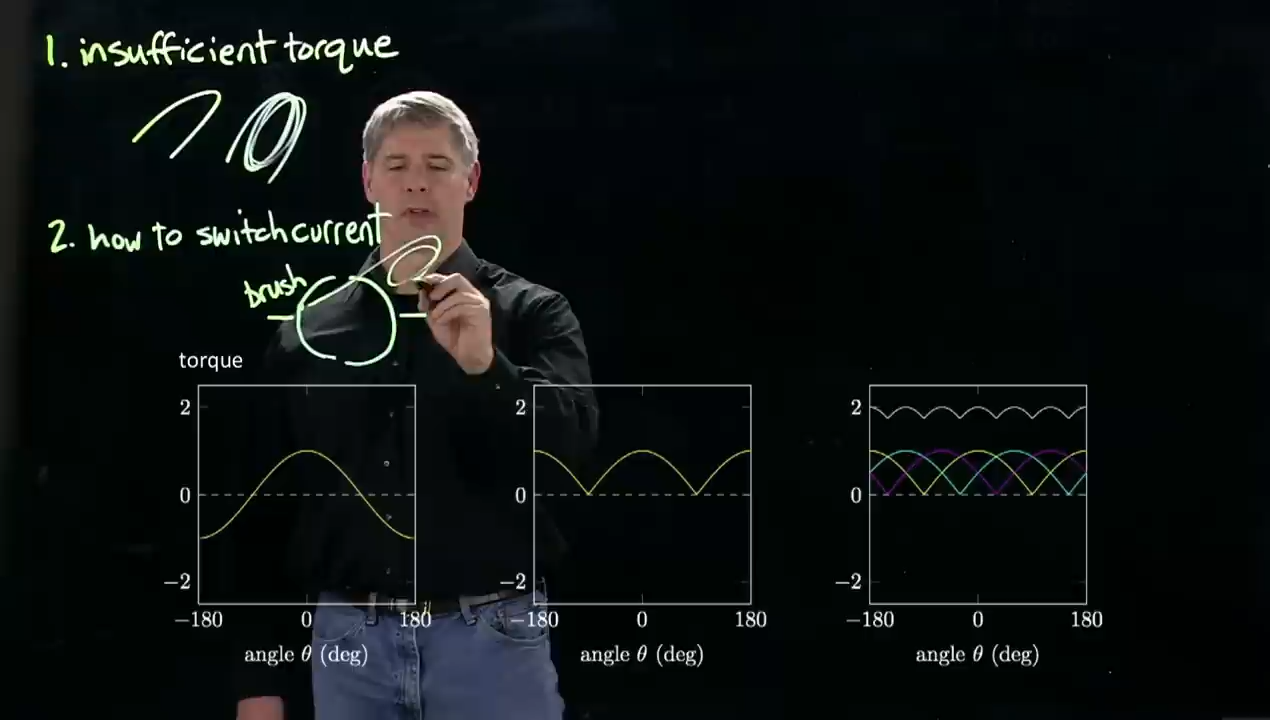 1. insufficient torque
2. how to switch current
brush
torque
2
0
−2
−180 0 180
angle θ (deg)
2
0
−2
−180 0 180
angle θ (deg)
2
0
−2
−180 0 180
angle θ (deg)